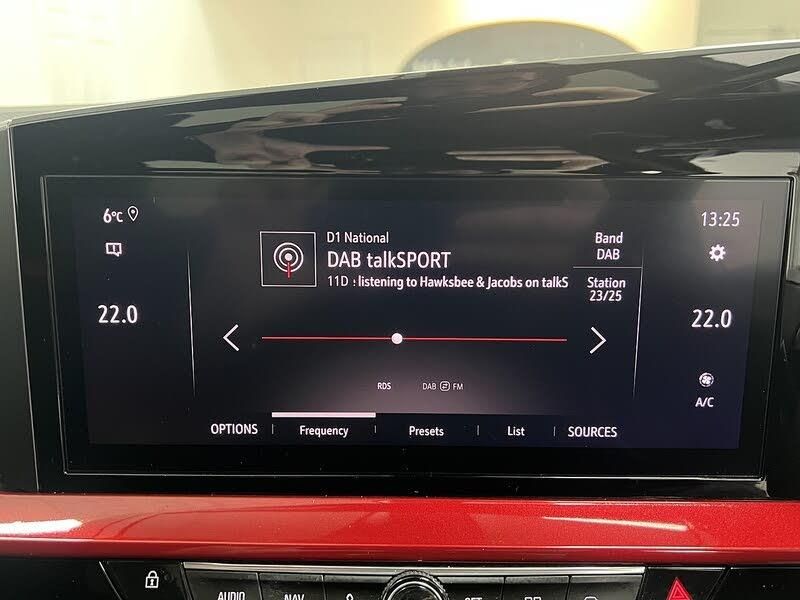 6°C
13:25
D1 National
DAB talkSPORT
11D : listening to Hawksbee & Jacobs on talkS
Band
DAB
Station
23/25
22.0
22.0
RDS
DAB FM
A/C
OPTIONS
Frequency
Presets
List
SOURCES
AUDIO
NAV